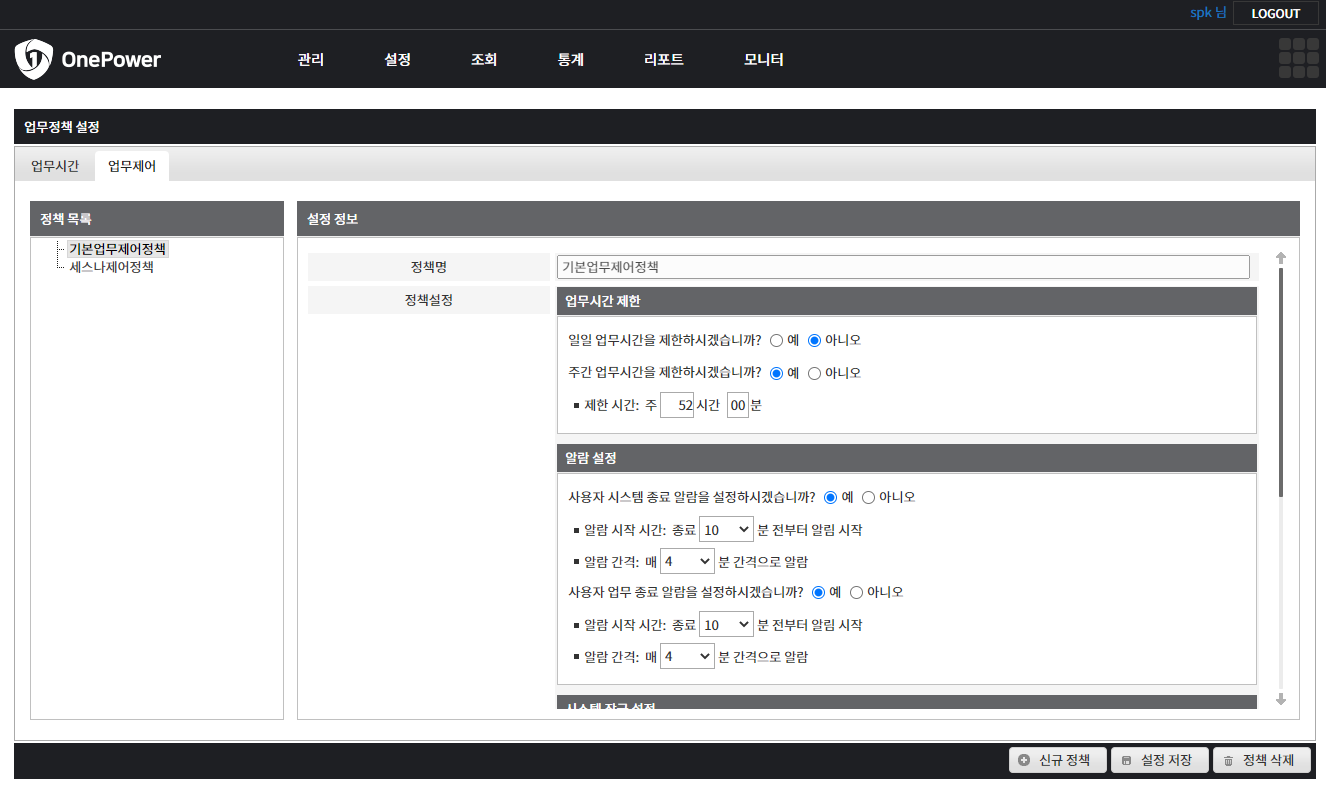 spk 님 LOGOUT
OnePower 관리 설정 조회 통계 리포트 모니터
업무정책 설정
업무시간 업무제어
정책 목록
기본업무제어정책
세스나제어정책
설정 정보
정책명 기본업무제어정책
정책설정 업무시간 제한
일일 업무시간을 제한하시겠습니까? 예 아니오
주간 업무시간을 제한하시겠습니까? 예 아니오
제한 시간: 주 52 시간 00 분
알람 설정
사용자 시스템 종료 알람을 설정하시겠습니까? 예 아니오
알람 시작 시간: 종료 10 분 전부터 알림 시작
알람 간격: 매 4 분 간격으로 알람
사용자 업무 종료 알람을 설정하시겠습니까? 예 아니오
알람 시작 시간: 종료 10 분 전부터 알림 시작
알람 간격: 매 4 분 간격으로 알람
시스템 잠금 설정
신규 정책 설정 저장 정책 삭제